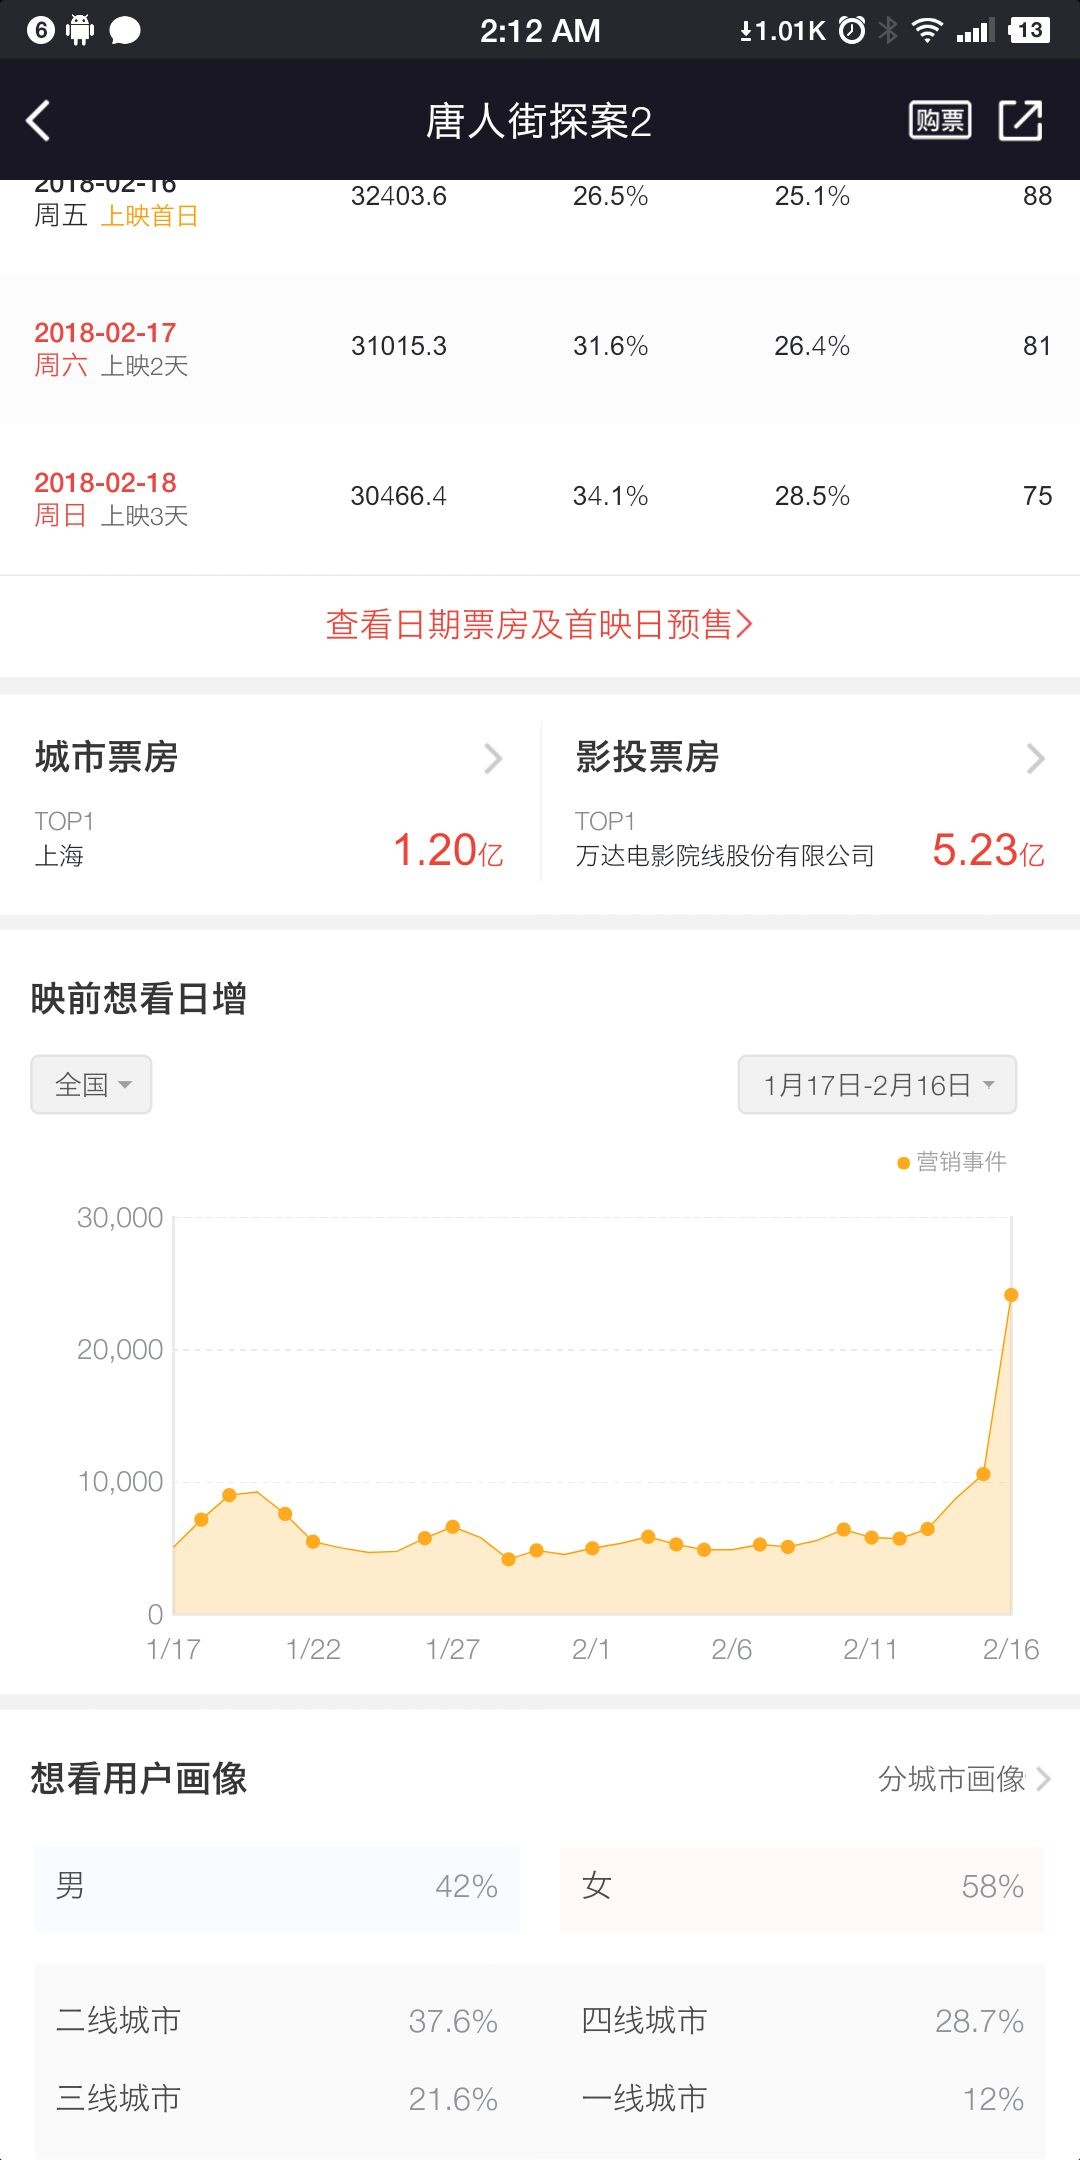 6
2:12 AM
1.01K
13
唐人街探案2
购票
2018-02-16 32403.6 26.5% 25.1% 88
周五 上映首日
2018-02-17 31015.3 31.6% 26.4% 81
周六 上映2天
2018-02-18 30466.4 34.1% 28.5% 75
周日 上映3天
查看日期票房及首映日预售>
城市票房 >
TOP1
上海 1.20亿
影投票房 >
TOP1
万达电影院线股份有限公司 5.23亿
映前想看日增
全国
1月17日-2月16日
营销事件
30,000
20,000
10,000
0
1/17 1/22 1/27 2/1 2/6 2/11 2/16
想看用户画像
分城市画像 >
男 42% 女 58%
二线城市 37.6% 四线城市 28.7%
三线城市 21.6% 一线城市 12%